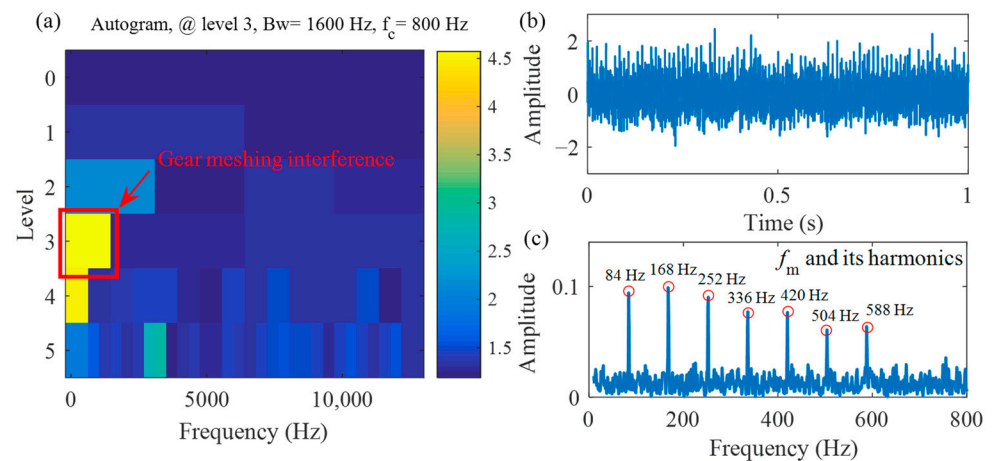 (a)
Autogram, @ level 3, Bw= 1600 Hz, f_c= 800 Hz
0
1
2
3
4
5
Level
Gear meshing interference
0
5000
10,000
Frequency (Hz)
4.5
4
3.5
3
2.5
2
1.5
(b)
2
0
−2
Amplitude
0
0.5
1
Time (s)
(c)
f_m and its harmonics
84 Hz
168 Hz
252 Hz
336 Hz
420 Hz
504 Hz
588 Hz
0.1
0
Amplitude
0
200
400
600
800
Frequency (Hz)